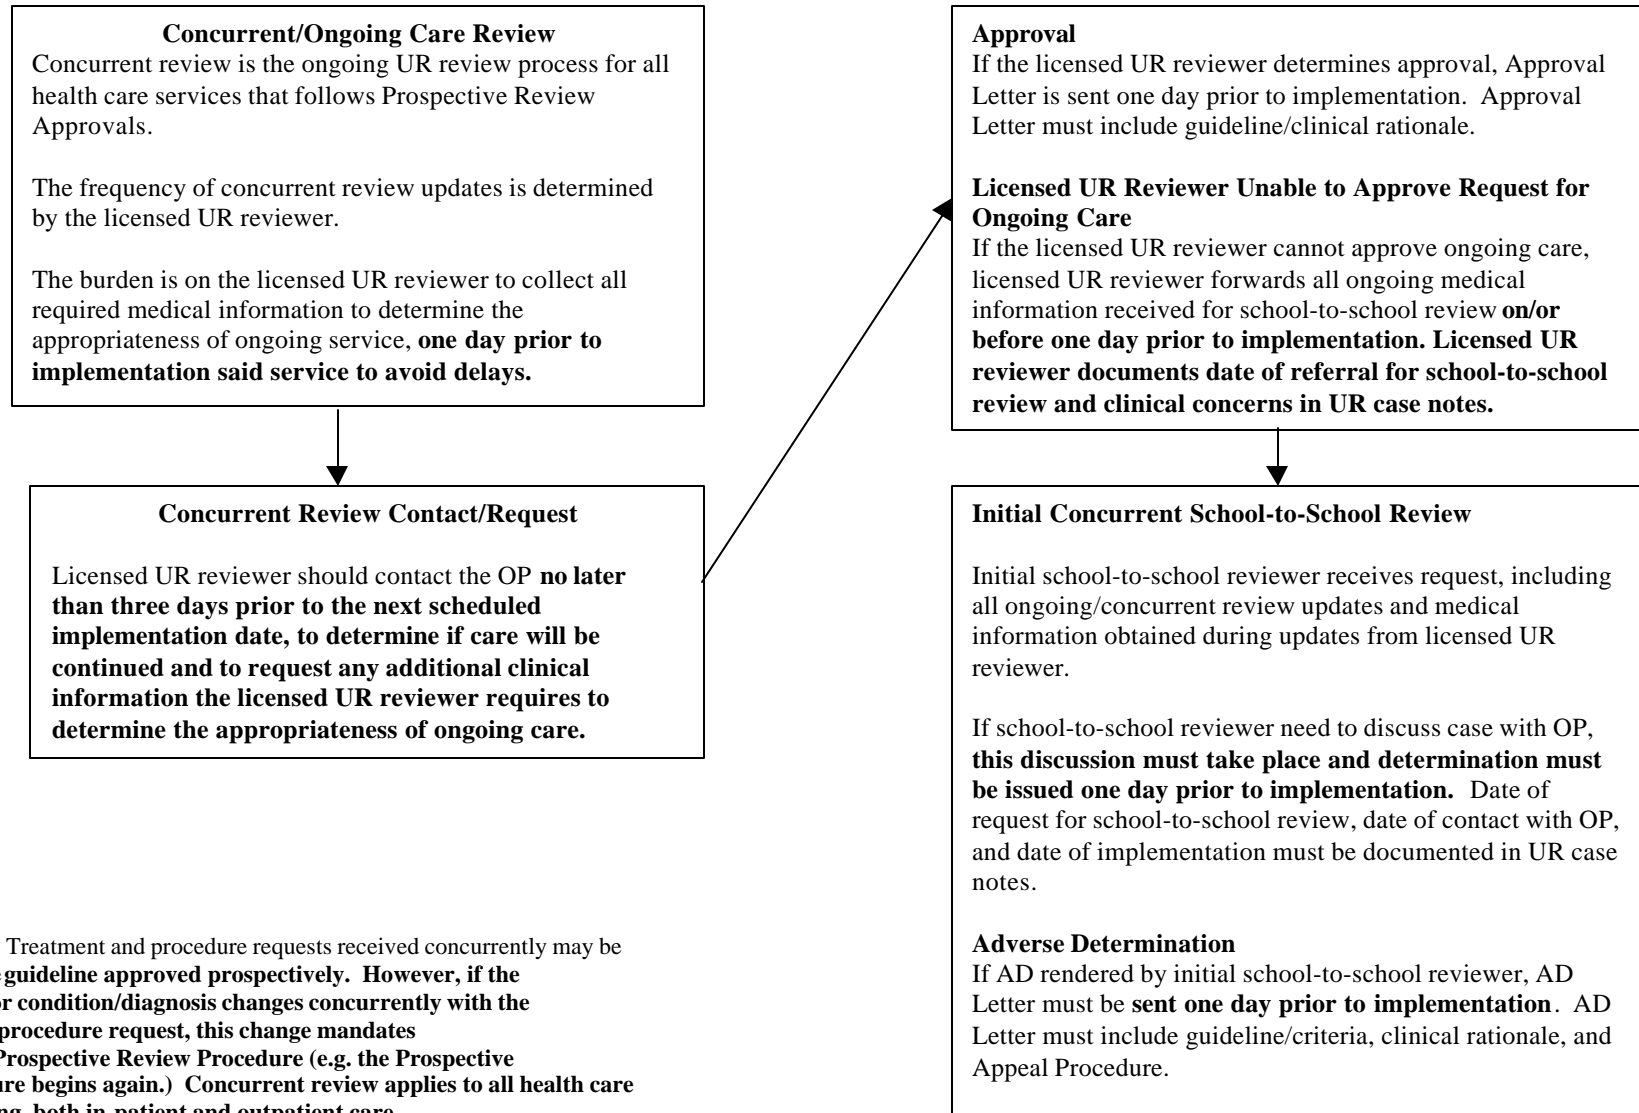 Concurrent/Ongoing Care Review
Concurrent review is the ongoing UR review process for all
health care services that follows Prospective Review
Approvals.
The frequency of concurrent review updates is determined
by the licensed UR reviewer.
The burden is on the licensed UR reviewer to collect all
required medical information to determine the
appropriateness of ongoing service, one day prior to
implementation said service to avoid delays.
Concurrent Review Contact/Request
Licensed UR reviewer should contact the OP no later
than three days prior to the next scheduled
implementation date, to determine if care will be
continued and to request any additional clinical
information the licensed UR reviewer requires to
determine the appropriateness of ongoing care.
Treatment and procedure requests received concurrently may be
guideline approved prospectively. However, if the
condition/diagnosis changes concurrently with the
procedure request, this change mandates
Prospective Review Procedure (e.g. the Prospective
begins again.) Concurrent review applies to all health care
both in-patient and outpatient care
Approval
If the licensed UR reviewer determines approval, Approval
Letter is sent one day prior to implementation. Approval
Letter must include guideline/clinical rationale.
Licensed UR Reviewer Unable to Approve Request for
Ongoing Care
If the licensed UR reviewer cannot approve ongoing care,
licensed UR reviewer forwards all ongoing medical
information received for school-to-school review on/or
before one day prior to implementation. Licensed UR
reviewer documents date of referral for school-to-school
review and clinical concerns in UR case notes.
Initial Concurrent School-to-School Review
Initial school-to-school reviewer receives request, including
all ongoing/concurrent review updates and medical
information obtained during updates from licensed UR
reviewer.
If school-to-school reviewer need to discuss case with OP,
this discussion must take place and determination must
be issued one day prior to implementation. Date of
request for school-to-school review, date of contact with OP,
and date of implementation must be documented in UR case
notes.
Adverse Determination
If AD rendered by initial school-to-school reviewer, AD
Letter must be sent one day prior to implementation. AD
Letter must include guideline/criteria, clinical rationale, and
Appeal Procedure.